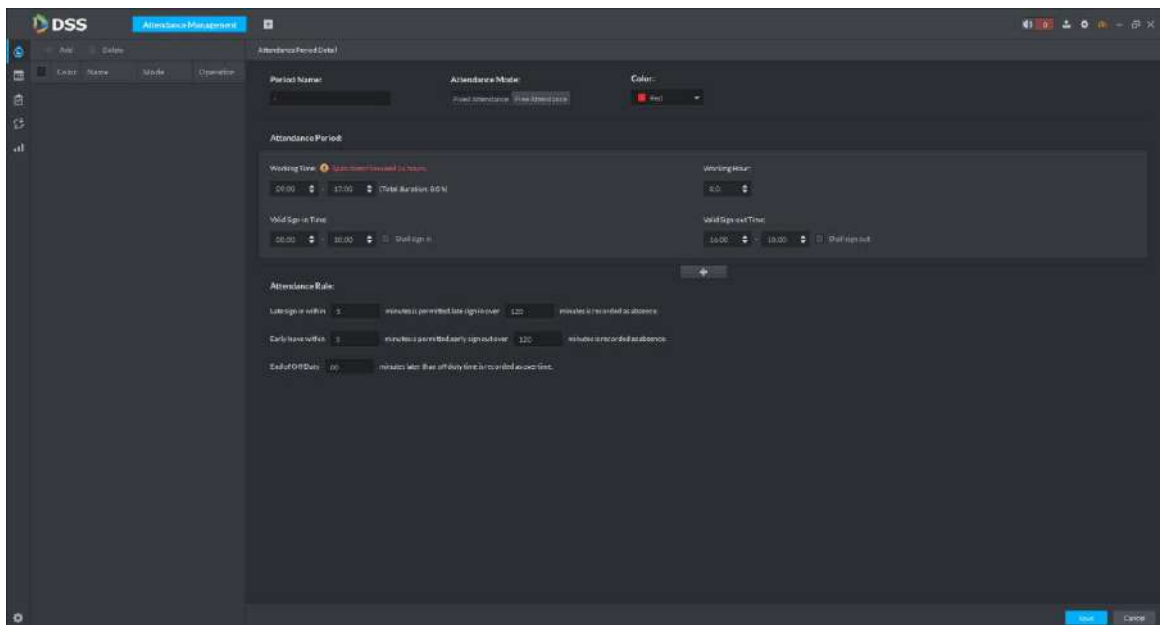 DSS
Attendance Management
0
Add Delete
Color Name Mode Operation
Attendance Period Detail
Period Name:
Attendance Mode:
Color:
Fixed Attendance Free Attendance
Red
Attendance Period:
Working Time:
Working Hour:
09:00 - 17:00 (Total duration: 8.0 h)
8.0
Valid Sign-in Time:
Valid Sign-out Time:
08:00 - 10:00 Shall sign in
16:00 - 18:00 Shall sign out
Attendance Rule:
Late sign in within 5 minutes is permitted, late sign in over 120 minutes is recorded as absence.
Early leave within 5 minutes is permitted, early sign out over 120 minutes is recorded as absence.
End of Off Duty 60 minutes later than off duty time is recorded as overtime.
Save Cancel